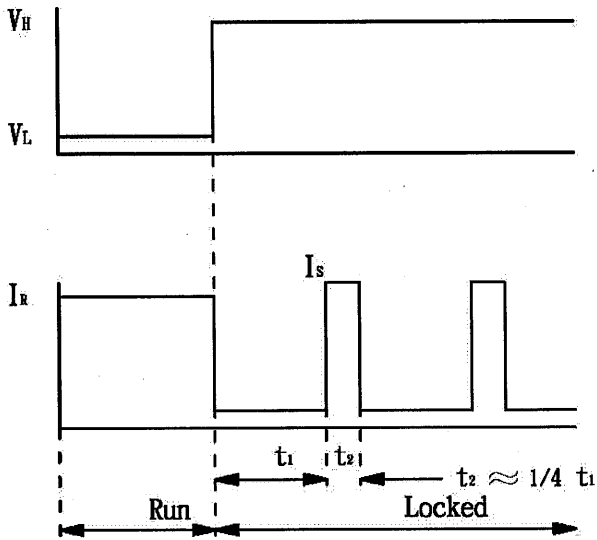 VH
VL
IR
IS
t1
t2
t2 ≈ 1/4 t1
Run
Locked